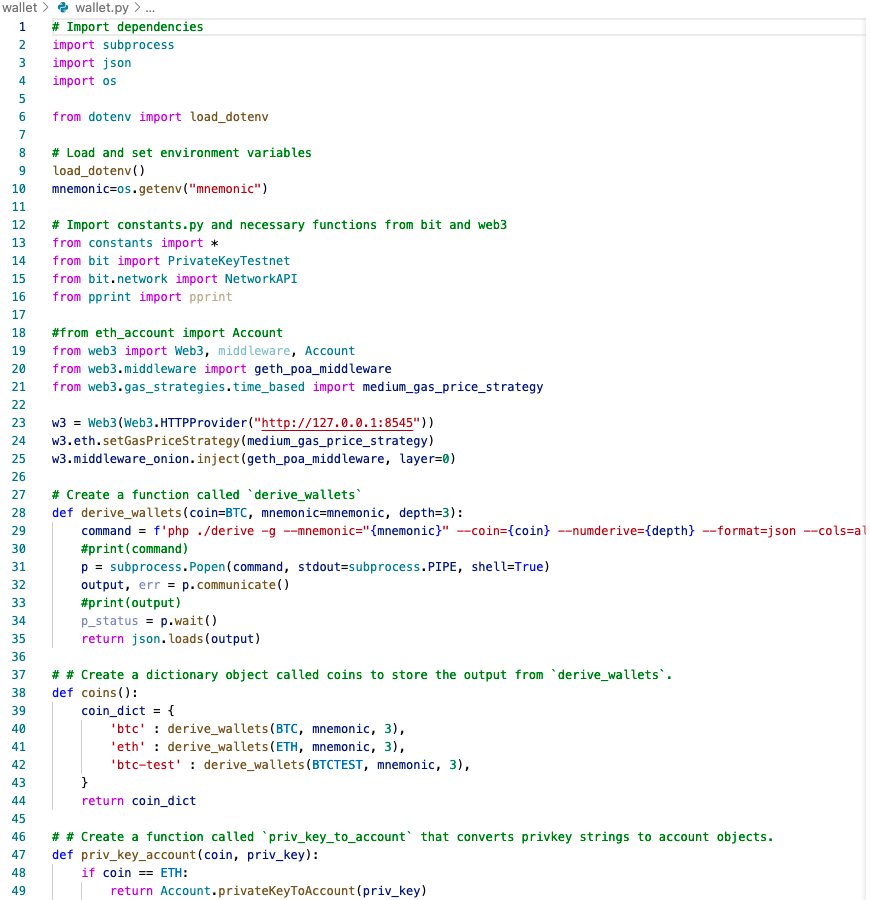 wallet > wallet.py > ...
1 # Import dependencies
2 import subprocess
3 import json
4 import os
5
6 from dotenv import load_dotenv
7
8 # Load and set environment variables
9 load_dotenv()
10 mnemonic=os.getenv("mnemonic")
11
12 # Import constants.py and necessary functions from bit and web3
13 from constants import *
14 from bit import PrivateKeyTestnet
15 from bit.network import NetworkAPI
16 from pprint import pprint
17
18 #from eth_account import Account
19 from web3 import Web3, middleware, Account
20 from web3.middleware import geth_poa_middleware
21 from web3.gas_strategies.time_based import medium_gas_price_strategy
22
23 w3 = Web3(Web3.HTTPProvider("http://127.0.0.1:8545"))
24 w3.eth.setGasPriceStrategy(medium_gas_price_strategy)
25 w3.middleware_onion.inject(geth_poa_middleware, layer=0)
26
27 # Create a function called `derive_wallets`
28 def derive_wallets(coin=BTC, mnemonic=mnemonic, depth=3):
29     command = f'php ./derive -g --mnemonic="{mnemonic}" --coin={coin} --numderive={depth} --format=json --cols=al
30     #print(command)
31     p = subprocess.Popen(command, stdout=subprocess.PIPE, shell=True)
32     output, err = p.communicate()
33     #print(output)
34     p_status = p.wait()
35     return json.loads(output)
36
37 # # Create a dictionary object called coins to store the output from `derive_wallets`.
38 def coins():
39     coin_dict = {
40         'btc' : derive_wallets(BTC, mnemonic, 3),
41         'eth' : derive_wallets(ETH, mnemonic, 3),
42         'btc-test' : derive_wallets(BTCTEST, mnemonic, 3),
43     }
44     return coin_dict
45
46 # # Create a function called `priv_key_to_account` that converts privkey strings to account objects.
47 def priv_key_account(coin, priv_key):
48     if coin == ETH:
49         return Account.privateKeyToAccount(priv_key)